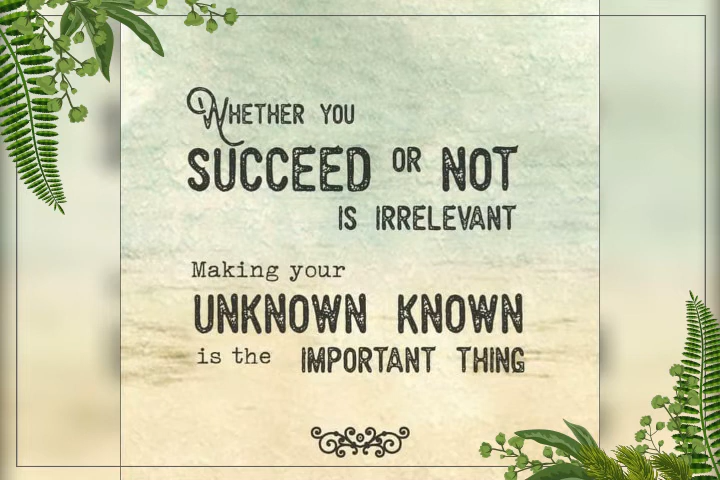 Whether you
SUCCEED OR NOT
IS IRRELEVANT
Making your
UNKNOWN KNOWN
is the IMPORTANT THING